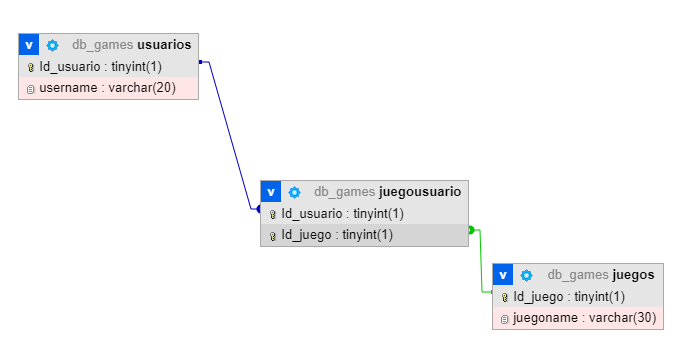 v db_games usuarios
Id_usuario : tinyint(1)
username : varchar(20)
v db_games juegousuario
Id_usuario : tinyint(1)
Id_juego : tinyint(1)
v db_games juegos
Id_juego : tinyint(1)
juegoname : varchar(30)